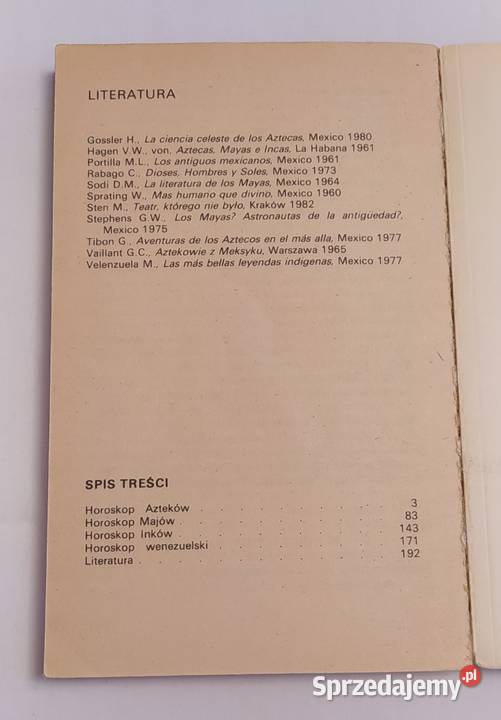 LITERATURA
Gossler H., La ciencia celeste de los Aztecas, Mexico 1980
Hagen V.W., von, Aztecas, Mayas e Incas, La Habana 1961
Portilla M.L., Los antiguos mexicanos, Mexico 1961
Rabago C., Dioses, Hombres y Soles, Mexico 1973
Sodi D.M., La literatura de los Mayas, Mexico 1964
Sprating W., Mas humano que divino, Mexico 1960
Sten M., Teatr, którego nie było, Kraków 1982
Stephens G.W., Los Mayas? Astronautas de la antigüedad?,
Mexico 1975
Tibon G., Aventuras de los Aztecos en el más alla, Mexico 1977
Vaillant G.C., Aztekowie z Meksyku, Warszawa 1965
Velenzuela M., Las más bellas leyendas indigenas, Mexico 1977
SPIS TREŚCI
Horoskop Azteków . . . . . . . . . . 3
Horoskop Majów . . . . . . . . . . 83
Horoskop Inków . . . . . . . . . . 143
Horoskop wenezuelski . . . . . . . . 171
Literatura . . . . . . . . . . . . 192
Sprzedajemy.pl